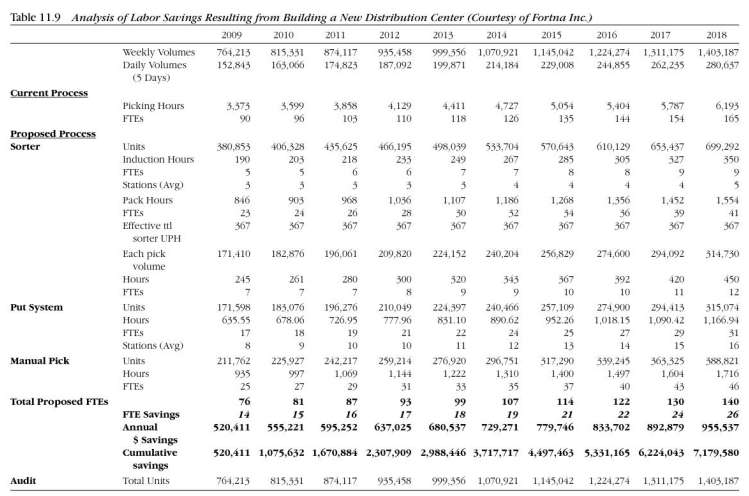 Table 11.9 Analysis of Labor Savings Resulting from Building a New Distribution Center (Courtesy of Fortna Inc.)
2009 2010 2011 2012 2013 2014 2015 2016 2017 2018
Weekly Volumes 764,213 815,331 874,117 935,458 999,356 1,070,921 1,145,042 1,224,274 1,311,175 1,403,187
Daily Volumes 152,843 163,066 174,823 187,092 199,871 214,184 229,008 244,855 262,235 280,637
(5 Days)
Current Process
Picking Hours 3,373 3,599 3,858 4,129 4,411 4,727 5,054 5,404 5,787 6,193
FTEs 90 96 103 110 118 126 135 144 154 165
Proposed Process
Sorter Units 380,853 406,328 435,625 466,195 498,039 533,704 570,643 610,129 653,437 699,292
Induction Hours 190 203 218 233 249 267 285 305 327 350
FTEs 5 5 6 6 7 7 8 8 9 9
Stations (Avg) 3 3 3 3 3 4 4 4 4 5
Pack Hours 846 903 968 1,036 1,107 1,186 1,268 1,356 1,452 1,554
FTEs 23 24 26 28 30 32 34 36 39 41
Effective ttl 367 367 367 367 367 367 367 367 367 367
sorter UPH
Each pick 171,410 182,876 196,061 209,820 224,152 240,204 256,829 274,600 294,092 314,730
volume
Hours 245 261 280 300 320 343 367 392 420 450
FTEs 7 7 7 8 9 9 10 10 11 12
Put System Units 171,598 183,076 196,276 210,049 224,397 240,466 257,109 274,900 294,413 315,074
Hours 635.55 678.06 726.95 777.96 831.10 890.62 952.26 1,018.15 1,090.42 1,166.94
FTEs 17 18 19 21 22 24 25 27 29 31
Stations (Avg) 8 9 10 10 11 12 13 14 15 16
Manual Pick Units 211,762 225,927 242,217 259,214 276,920 296,751 317,290 339,245 363,325 388,821
Hours 935 997 1,069 1,144 1,222 1,310 1,400 1,497 1,604 1,716
FTEs 25 27 29 31 33 35 37 40 43 46
Total Proposed FTEs 76 81 87 93 99 107 114 122 130 140
FTE Savings 14 15 16 17 18 19 21 22 24 26
Annual 520,411 555,221 595,252 637,025 680,537 729,271 779,746 833,702 892,879 955,537
$ Savings
Cumulative 520,411 1,075,632 1,670,884 2,307,909 2,988,446 3,717,717 4,497,463 5,331,165 6,224,043 7,179,580
savings
Audit Total Units 764,213 815,331 874,117 935,458 999,356 1,070,921 1,145,042 1,224,274 1,311,175 1,403,187